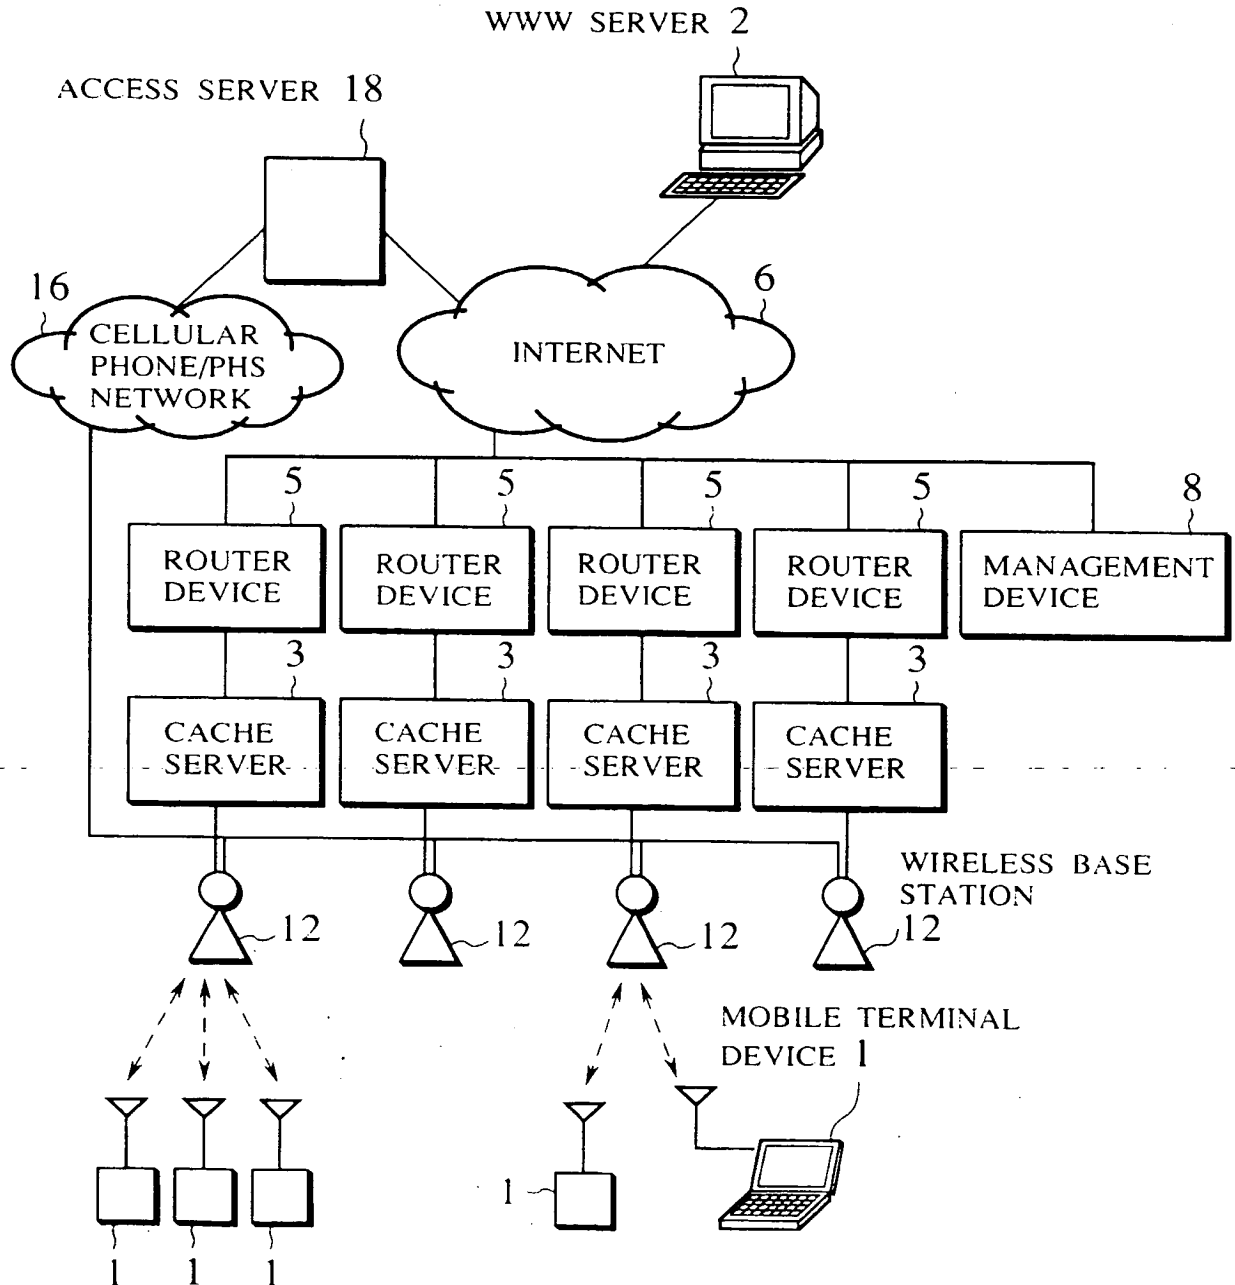 WWW SERVER 2
ACCESS SERVER 18
16
6
CELLULAR
PHONE/PHS
NETWORK
INTERNET
5
5
5
5
8
ROUTER
DEVICE
ROUTER
DEVICE
ROUTER
DEVICE
ROUTER
DEVICE
MANAGEMENT
DEVICE
3
3
3
3
CACHE
SERVER
CACHE
SERVER
CACHE
SERVER
CACHE
SERVER
WIRELESS BASE
STATION
12
12
12
12
MOBILE TERMINAL
DEVICE 1
1
1
1
1